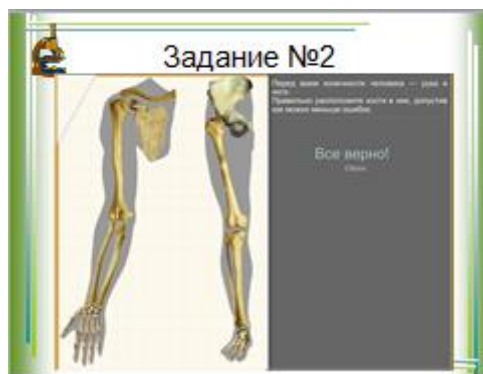 Задание №2
Перед вами конечности человека — рука и
нога.
Правильно расположите кости в них, допустив
как можно меньше ошибок.
Все верно!